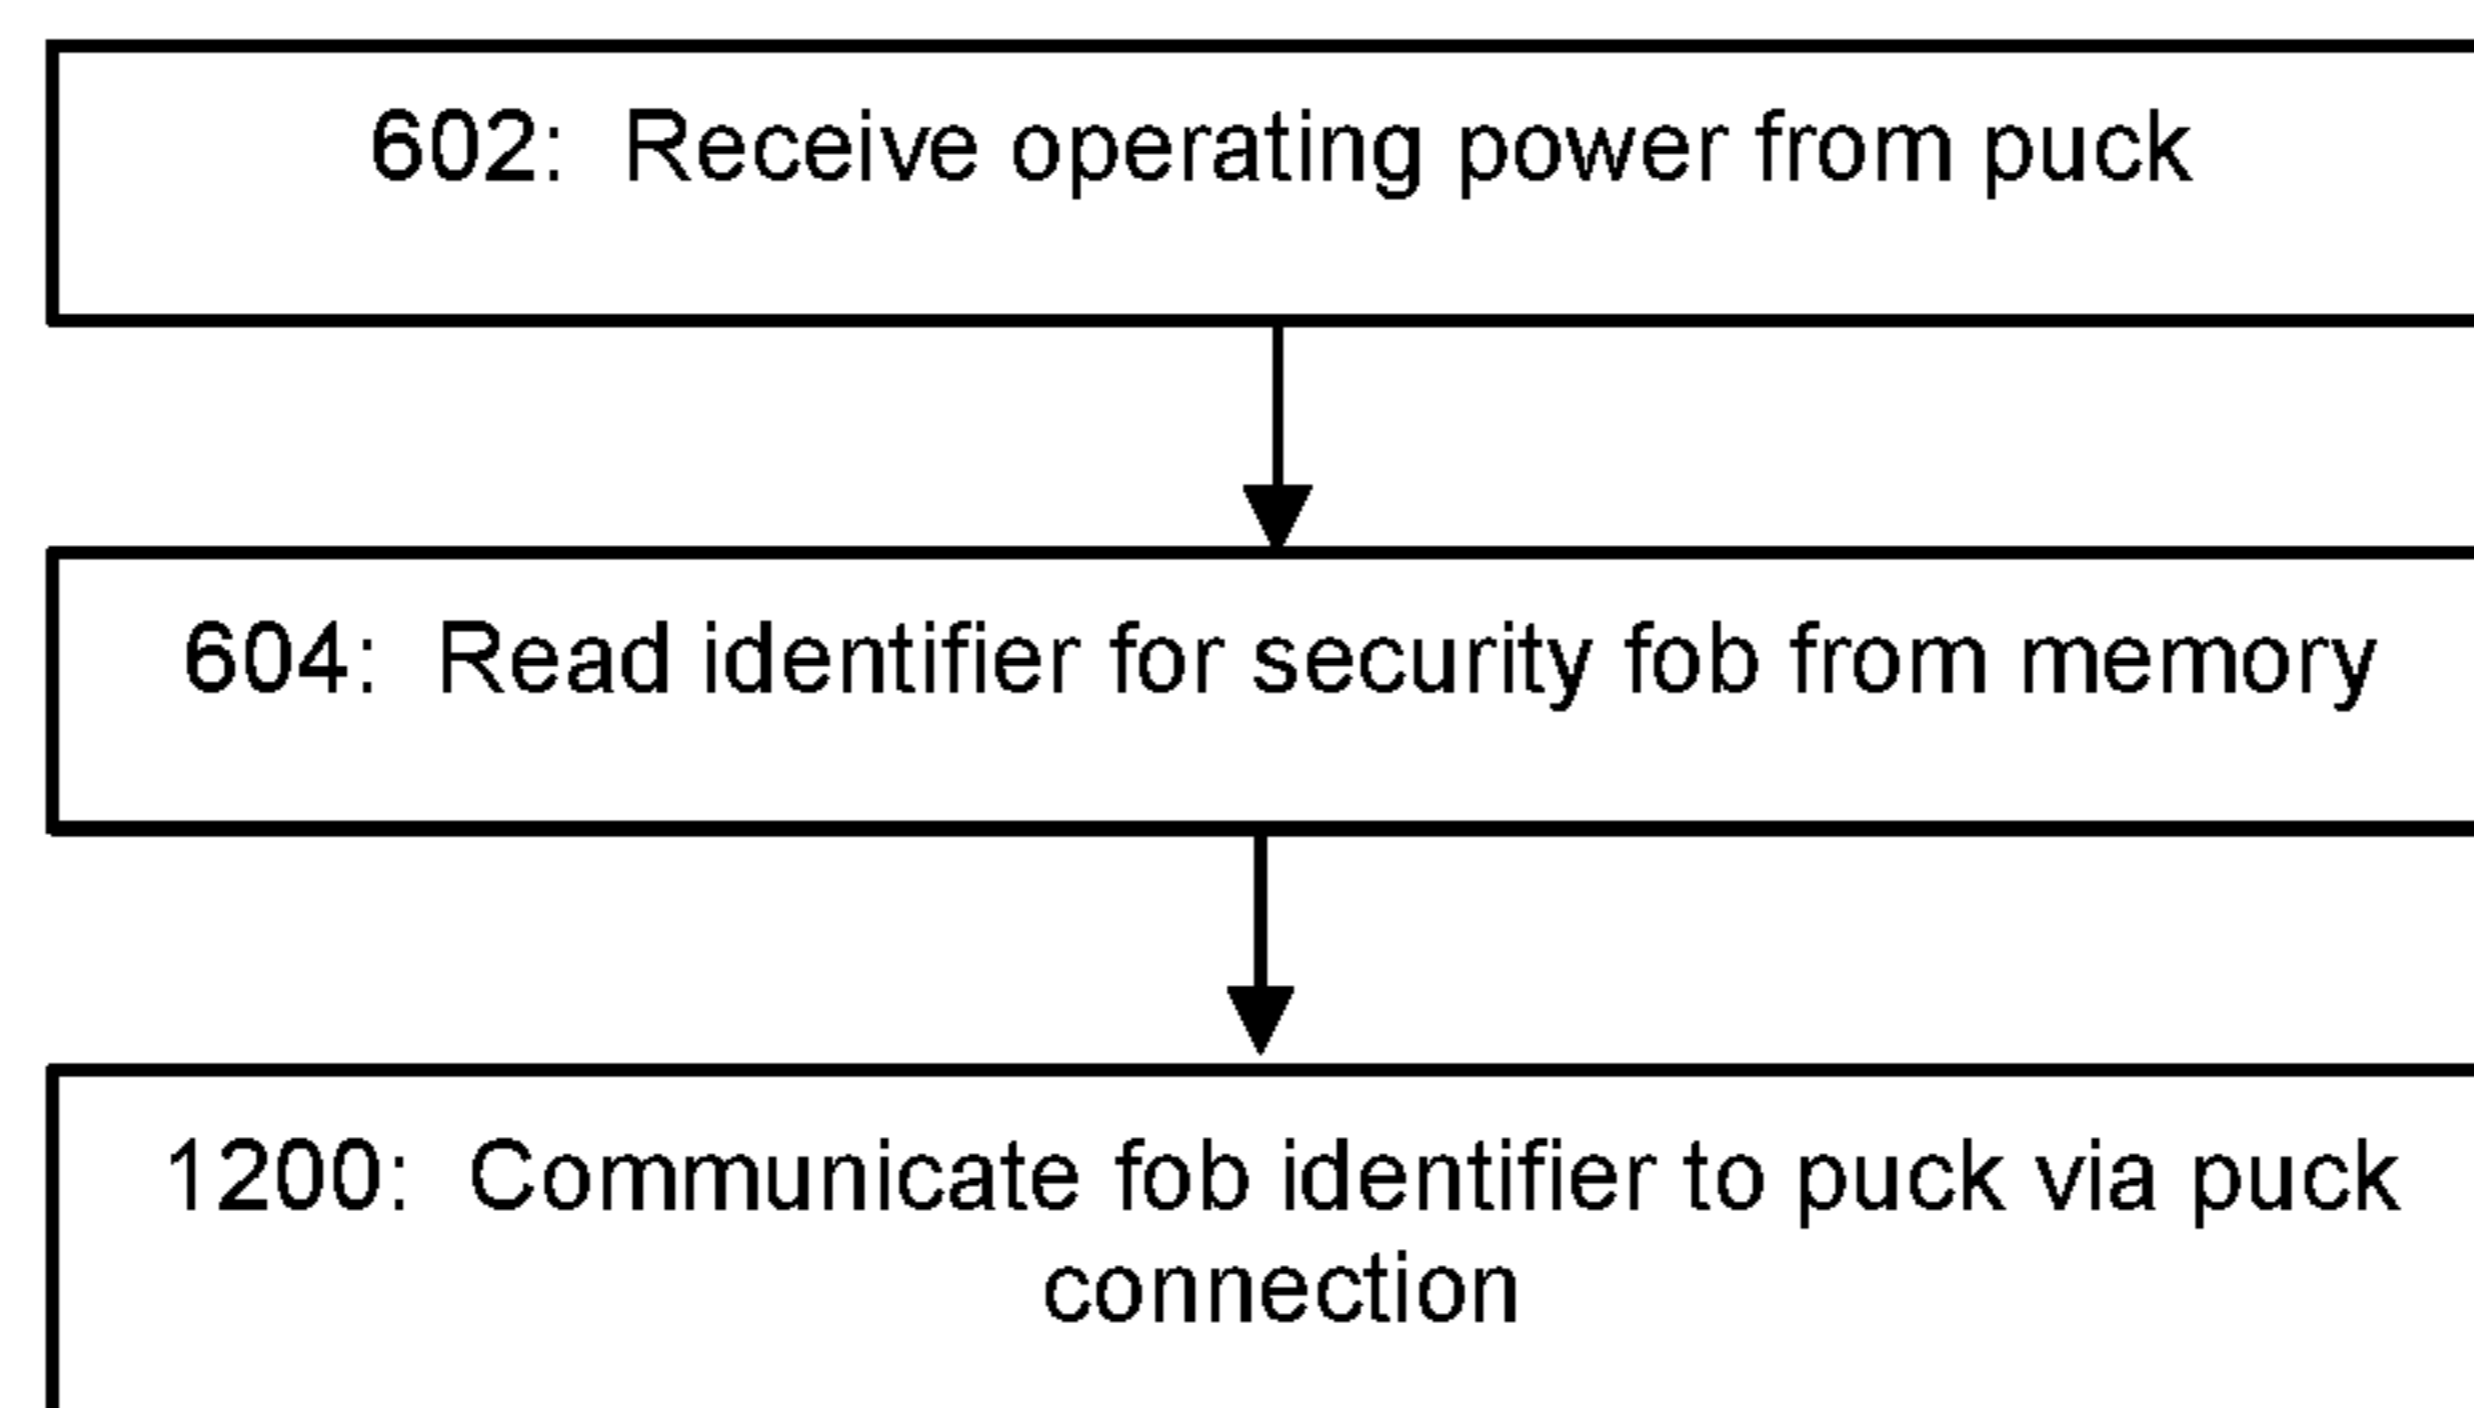 602:  Receive operating power from puck
604:  Read identifier for security fob from memory
1200:  Communicate fob identifier to puck via puck
connection